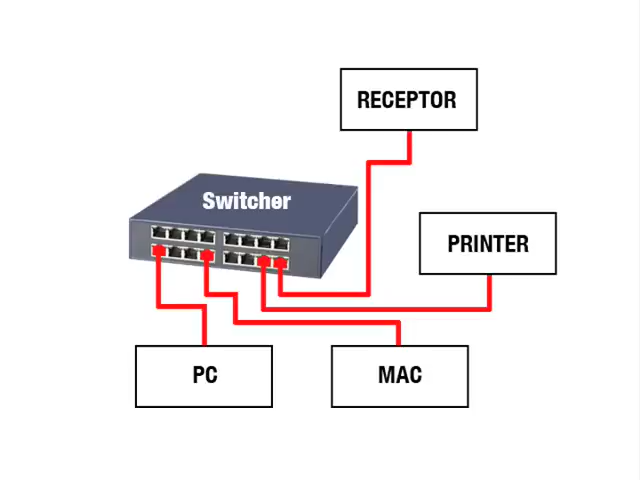 RECEPTOR
Switcher
PRINTER
PC
MAC